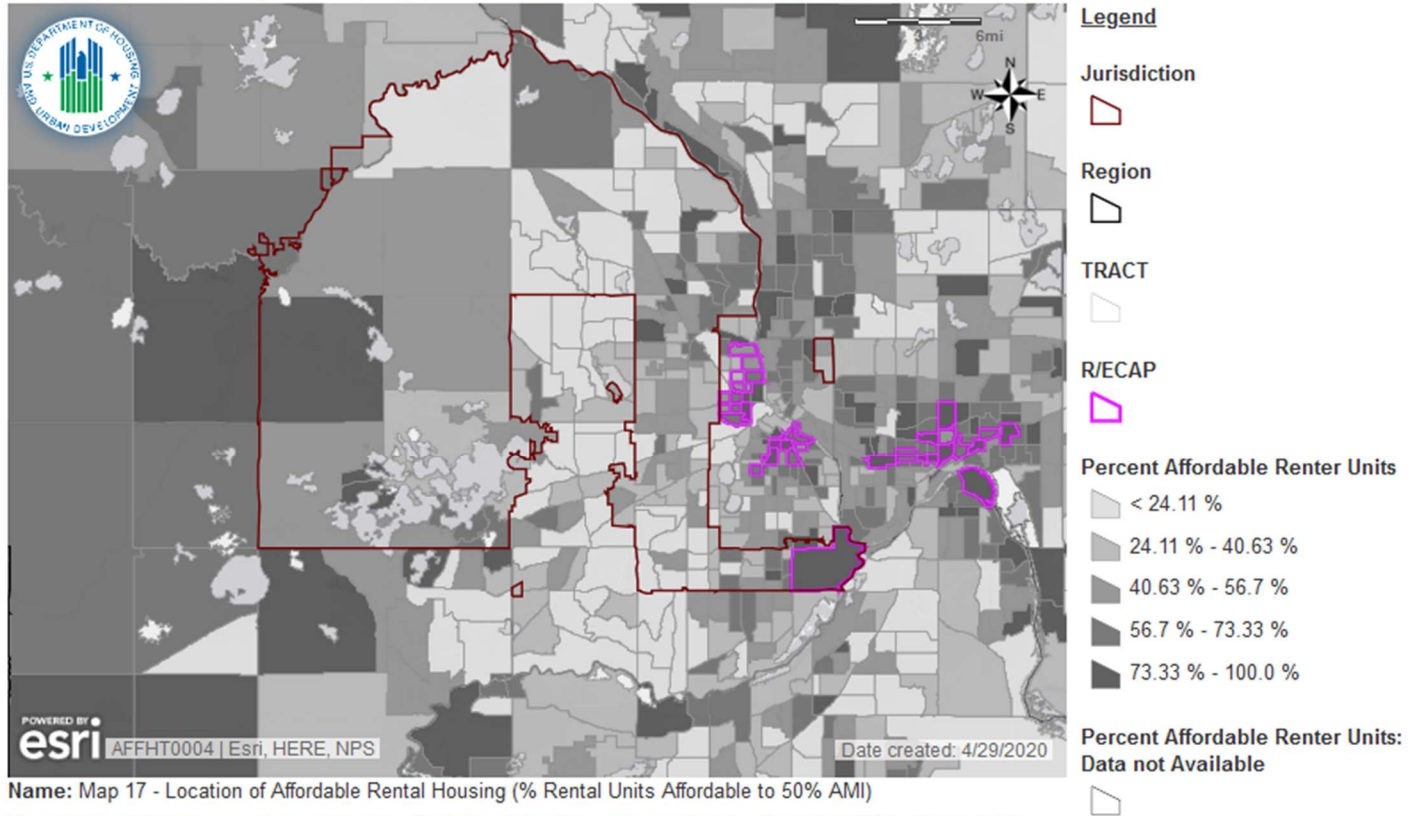 U.S. DEPARTMENT OF HOUSING
AND URBAN DEVELOPMENT
3 6mi
N
W E
S
POWERED BY
esri
AFFHT0004 | Esri, HERE, NPS
Date created: 4/29/2020
Name: Map 17 - Location of Affordable Rental Housing (% Rental Units Affordable to 50% AMI)
Legend
Jurisdiction
Region
TRACT
R/ECAP
Percent Affordable Renter Units
< 24.11 %
24.11 % - 40.63 %
40.63 % - 56.7 %
56.7 % - 73.33 %
73.33 % - 100.0 %
Percent Affordable Renter Units:
Data not Available